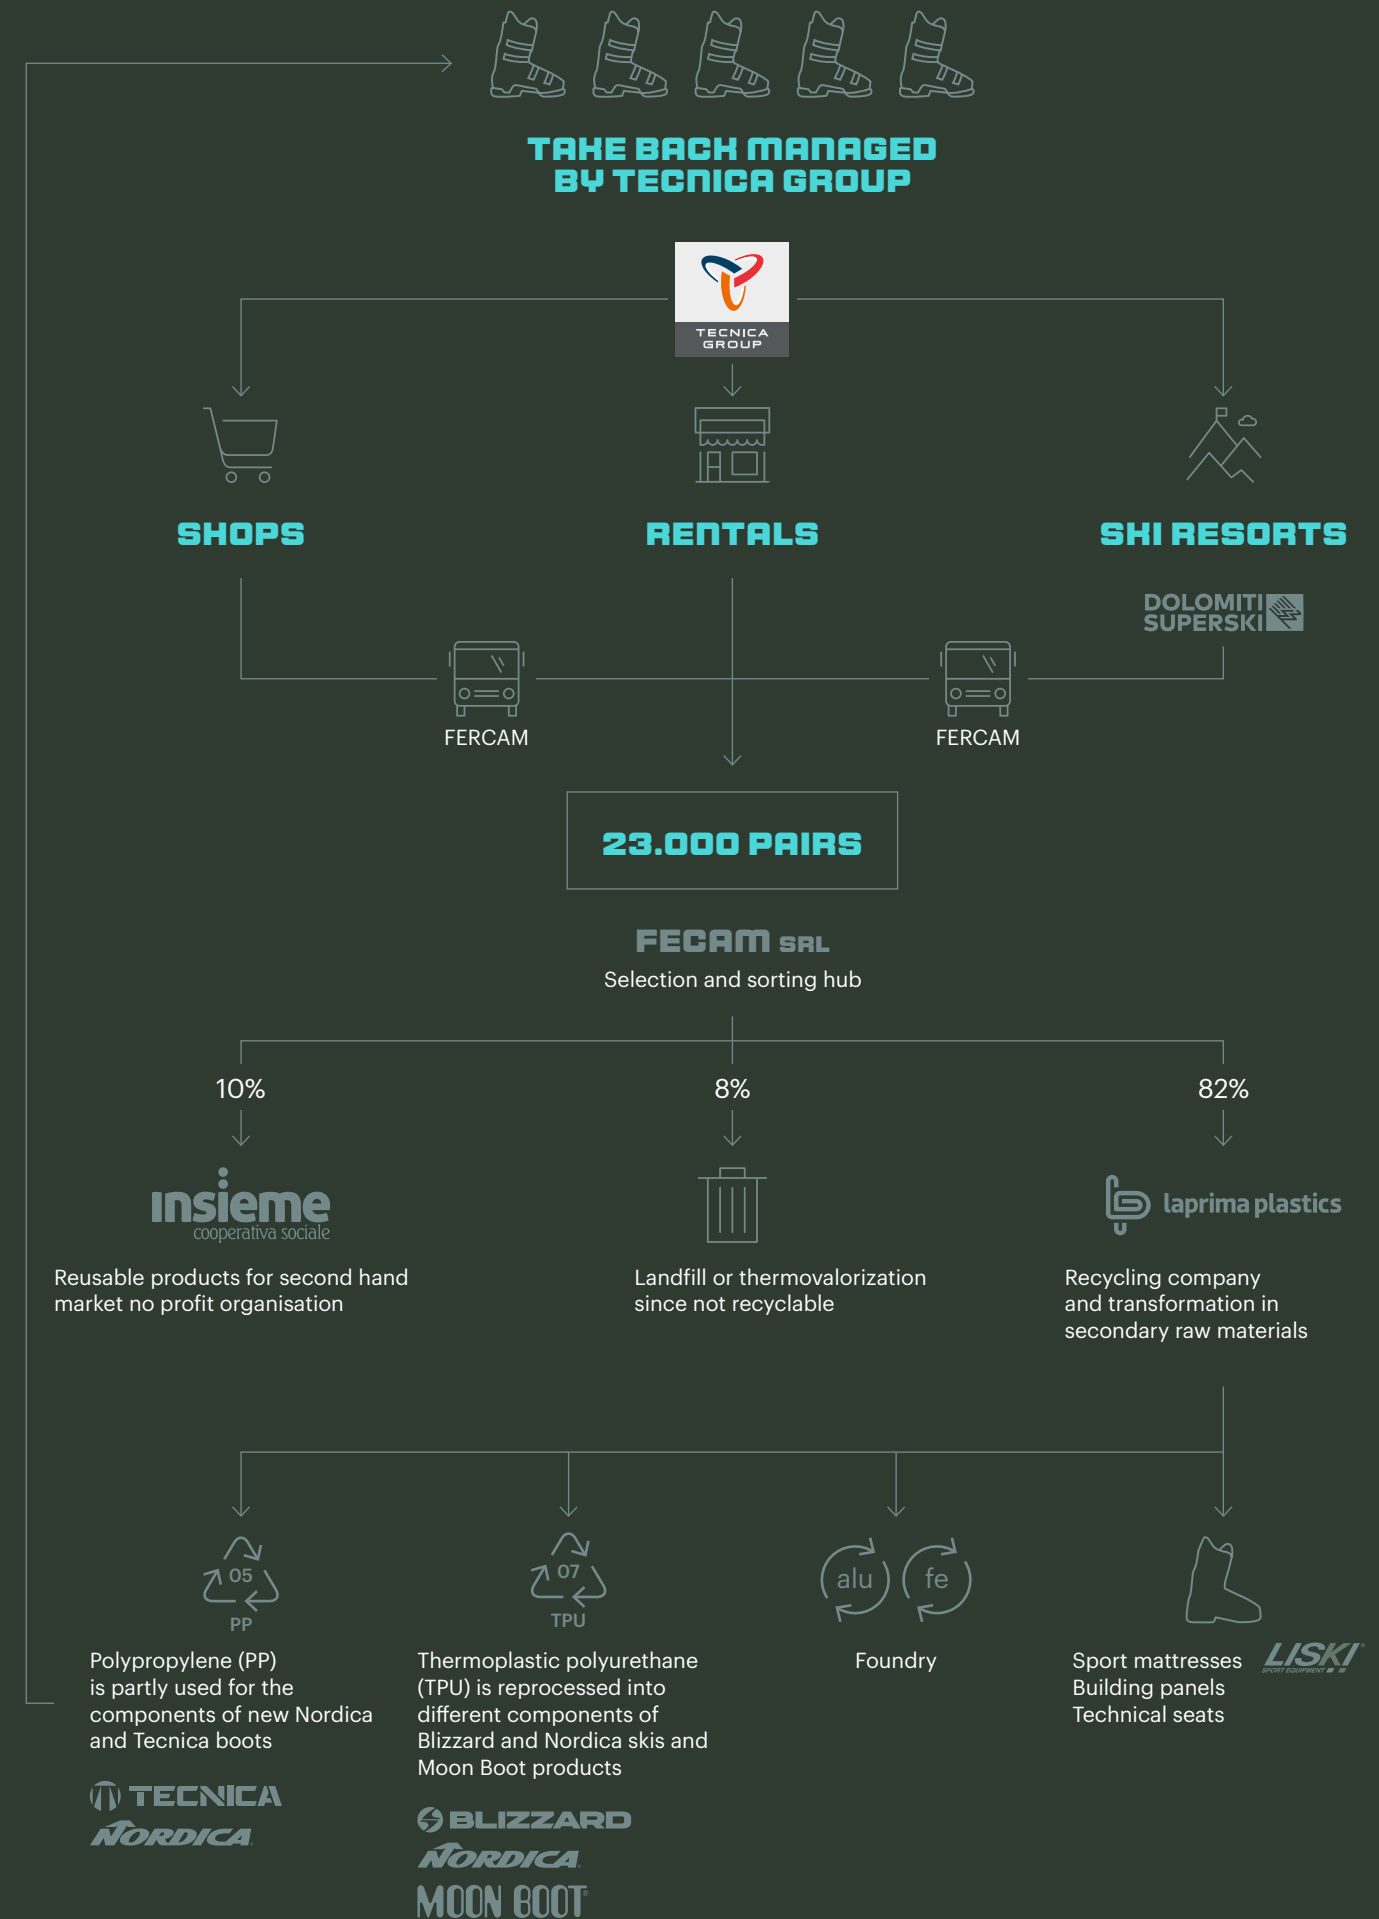 TAKE BACK MANAGED
BY TECNICA GROUP
TECNICA
GROUP
SHOPS
RENTALS
SKI RESORTS
DOLOMITI
SUPERSKI
FERCAM
FERCAM
23.000 PAIRS
FECAM SRL
Selection and sorting hub
10%
8%
82%
insieme
cooperativa sociale
laprima plastics
Reusable products for second hand
market no profit organisation
Landfill or thermovalorization
since not recyclable
Recycling company
and transformation in
secondary raw materials
05
PP
07
TPU
alu
fe
Polypropylene (PP)
is partly used for the
components of new Nordica
and Tecnica boots
TECNICA
NORDICA
Thermoplastic polyurethane
(TPU) is reprocessed into
different components of
Blizzard and Nordica skis and
Moon Boot products
BLIZZARD
NORDICA
MOON BOOT®
Foundry
Sport mattresses
Building panels
Technical seats
LISKI®
SPORT EQUIPMENT